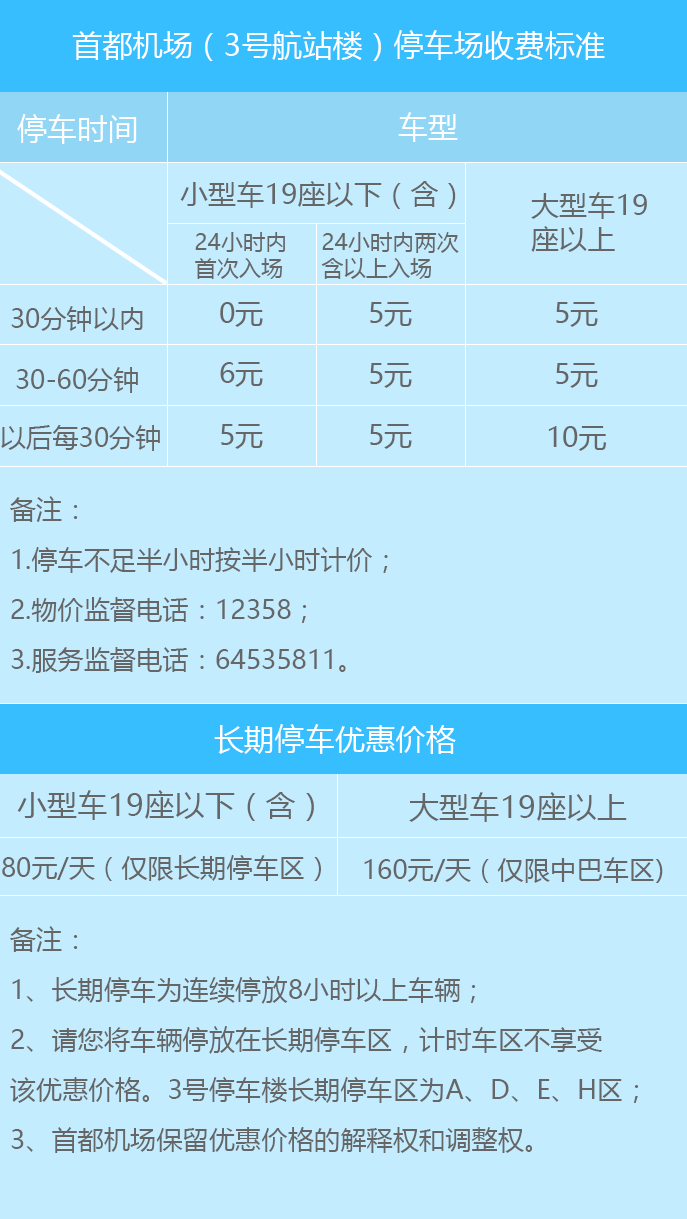 首都机场（3号航站楼）停车场收费标准
停车时间
车型
小型车19座以下（含）
大型车19
座以上
24小时内
首次入场
24小时内两次
含以上入场
30分钟以内
0元
5元
5元
30-60分钟
6元
5元
5元
以后每30分钟
5元
5元
10元
备注：
1.停车不足半小时按半小时计价；
2.物价监督电话：12358；
3.服务监督电话：64535811。
长期停车优惠价格
小型车19座以下（含）
大型车19座以上
80元/天（仅限长期停车区）
160元/天（仅限中巴车区)
备注：
1、长期停车为连续停放8小时以上车辆；
2、请您将车辆停放在长期停车区，计时车区不享受
该优惠价格。3号停车楼长期停车区为A、D、E、H区；
3、首都机场保留优惠价格的解释权和调整权。